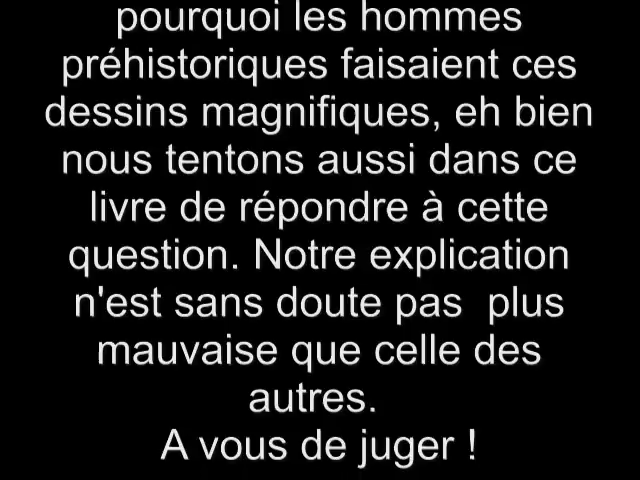 pourquoi les hommes
préhistoriques faisaient ces
dessins magnifiques, eh bien
nous tentons aussi dans ce
livre de répondre à cette
question. Notre explication
n'est sans doute pas  plus
mauvaise que celle des
autres.
A vous de juger !